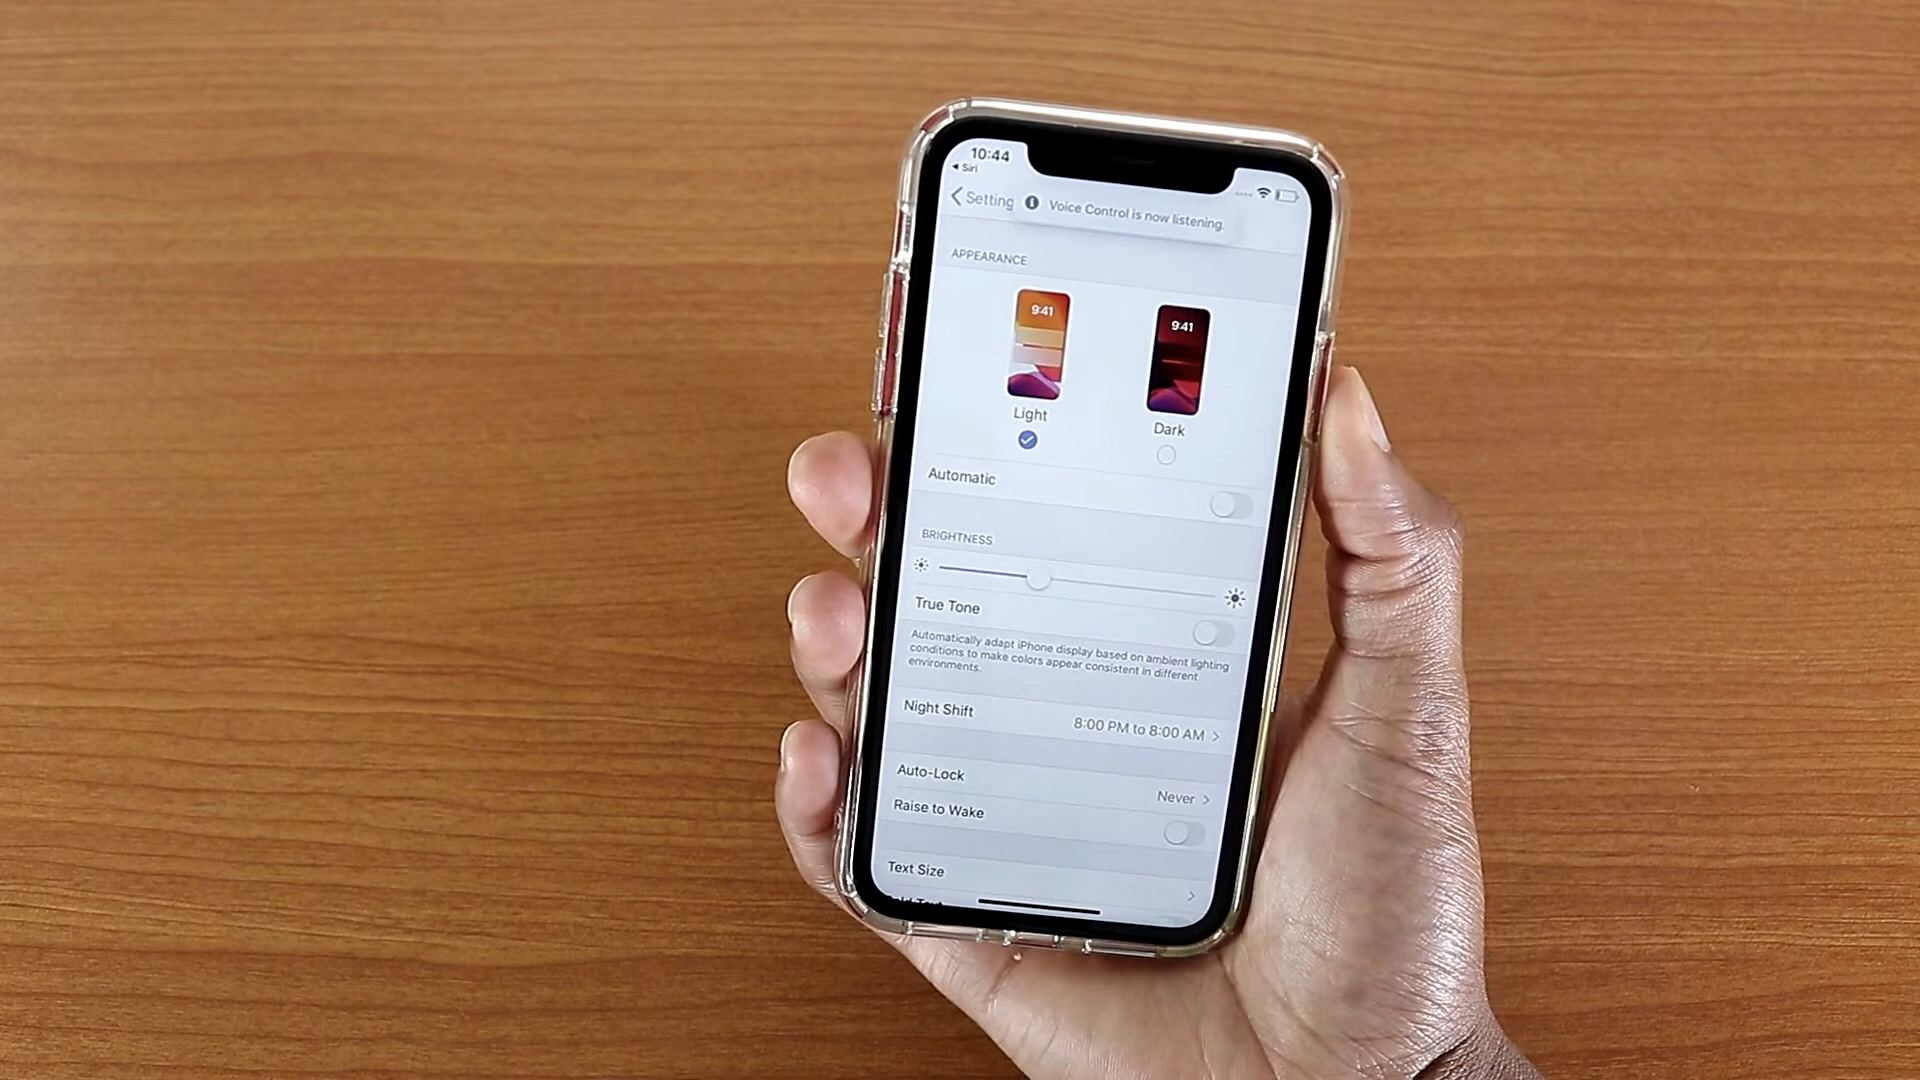 10:44
◀ Siri
Setting
Voice Control is now listening.
APPEARANCE
9:41
9:41
Light
Dark
Automatic
BRIGHTNESS
True Tone
Automatically adapt iPhone display based on ambient lighting
conditions to make colors appear consistent in different
environments.
Night Shift
8:00 PM to 8:00 AM
Auto-Lock
Never
Raise to Wake
Text Size